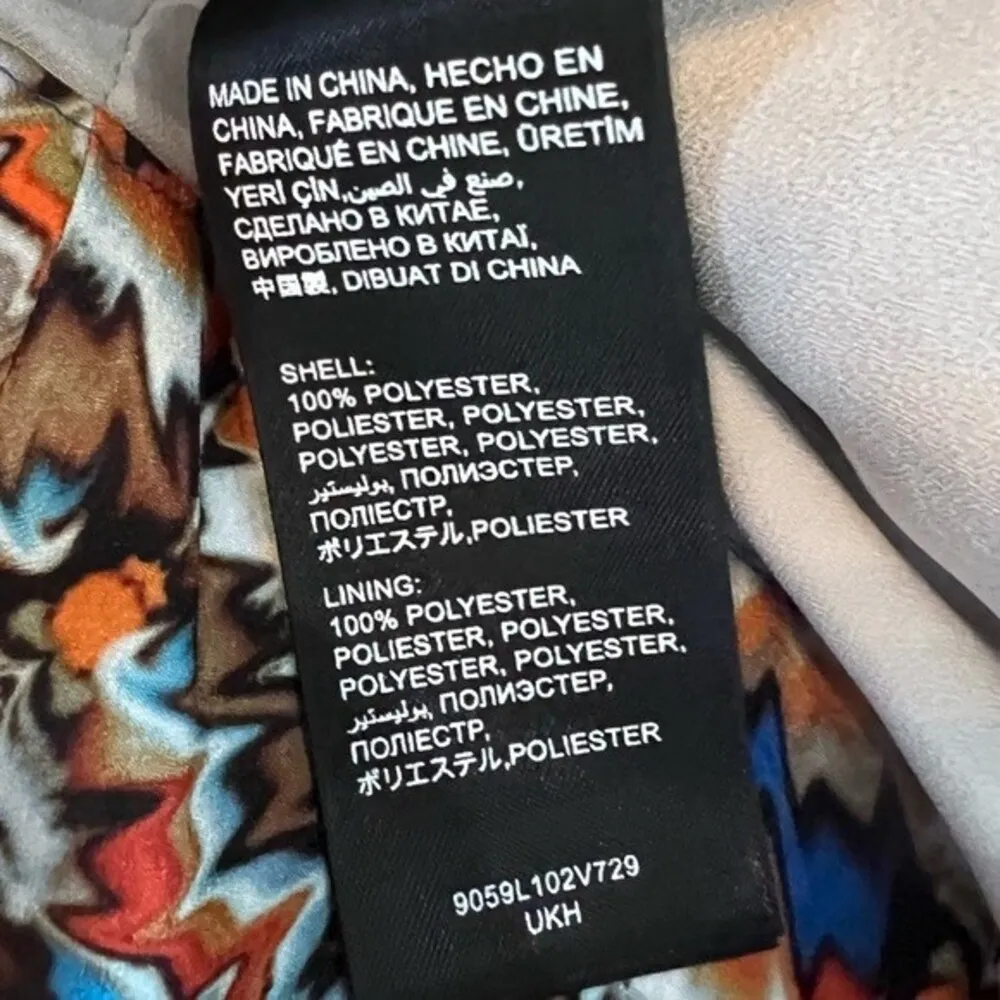 MADE IN CHINA, HECHO EN
CHINA, FABRIQUE EN CHINE,
FABRIQUÉ EN CHINE, ÜRETİM
YERİ ÇİN, صنع في الصين,
СДЕЛАНО В КИТАЕ,
ВИРОБЛЕНО В КИТАЇ,
中国製, DIBUAT DI CHINA
SHELL:
100% POLYESTER,
POLIESTER, POLYESTER,
POLYESTER, POLYESTER,
بوليستير, ПОЛИЭСТЕР,
ПОЛІЕСТР,
ポリエステル,POLIESTER
LINING:
100% POLYESTER,
POLIESTER, POLYESTER,
POLYESTER, POLYESTER,
بوليستير, ПОЛИЭСТЕР,
ПОЛІЕСТР,
ポリエステル,POLIESTER
9059L102V729
UKH